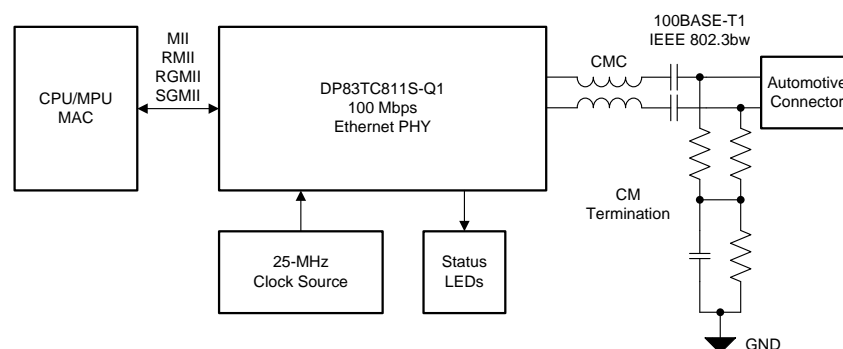 100BASE-T1
IEEE 802.3bw
MII
RMII
RGMII
SGMII
CMC
CPU/MPU
MAC
DP83TC811S-Q1
100 Mbps
Ethernet PHY
Automotive
Connector
CM
Termination
25-MHz
Clock Source
Status
LEDs
GND